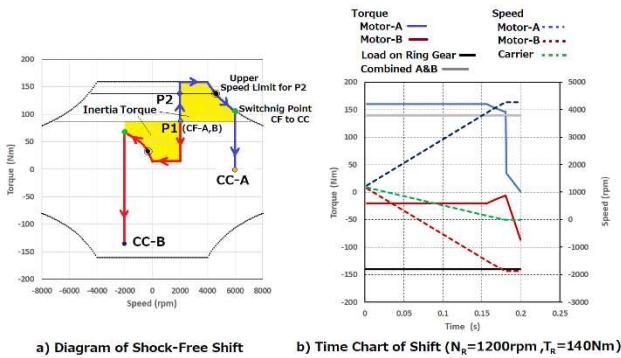 Torque
Motor-A
Motor-B
Load on Ring Gear
Combined A&B
Speed
Motor-A
Motor-B
Carrier
200
150
100
50
0
-50
-100
-150
-200
Torque (Nm)
-8000 -6000 -4000 -2000 0 2000 4000 6000 8000
Speed (rpm)
Upper
Speed Limit for P2
P2
Switchnig Point
CF to CC
Inertia Torque
P1 (CF-A,B)
CC-A
CC-B
200
150
100
50
0
-50
-100
-150
-200
Torque (Nm)
5000
4000
3000
2000
1000
0
-1000
-2000
-3000
Speed (rpm)
0 0.05 0.1 0.15 0.2 0.25
Time (s)
a) Diagram of Shock-Free Shift
b) Time Chart of Shift (NR=1200rpm ,TR=140Nm)